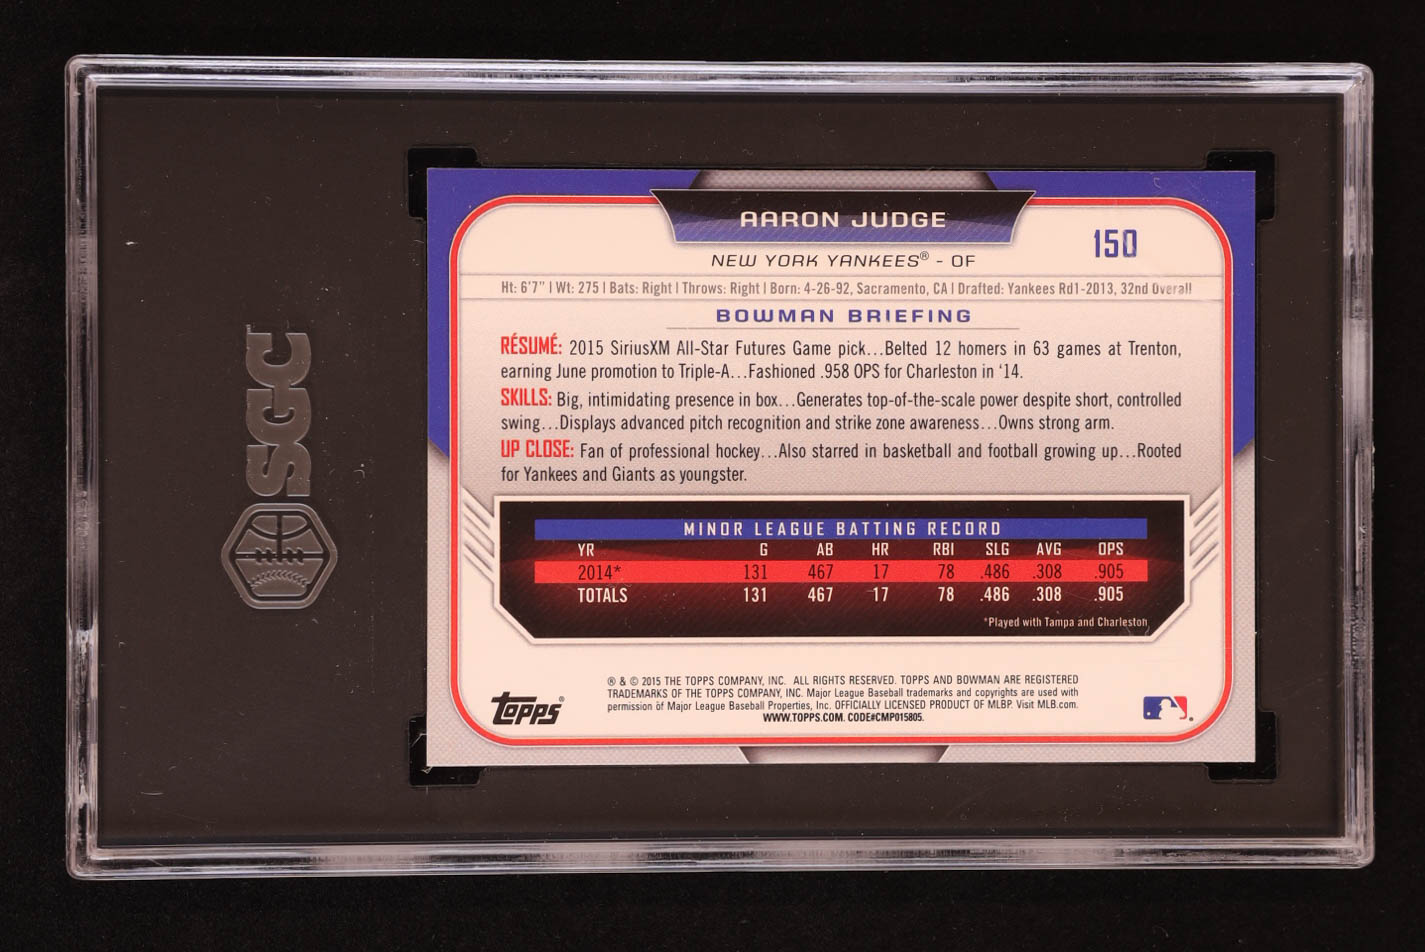 SGC
AARON JUDGE
150
NEW YORK YANKEES® - OF
Ht: 6'7" | Wt: 275 | Bats: Right | Throws: Right | Born: 4-26-92, Sacramento, CA | Drafted: Yankees Rd1-2013, 32nd Overall
BOWMAN BRIEFING
RÉSUMÉ: 2015 SiriusXM All-Star Futures Game pick...Belted 12 homers in 63 games at Trenton,
earning June promotion to Triple-A...Fashioned .958 OPS for Charleston in '14.
SKILLS: Big, intimidating presence in box...Generates top-of-the-scale power despite short, controlled
swing...Displays advanced pitch recognition and strike zone awareness...Owns strong arm.
UP CLOSE: Fan of professional hockey...Also starred in basketball and football growing up...Rooted
for Yankees and Giants as youngster.
MINOR LEAGUE BATTING RECORD
YR G AB HR RBI SLG AVG OPS
2014* 131 467 17 78 .486 .308 .905
TOTALS 131 467 17 78 .486 .308 .905
*Played with Tampa and Charleston
® & © 2015 THE TOPPS COMPANY, INC. ALL RIGHTS RESERVED. TOPPS AND BOWMAN ARE REGISTERED
TRADEMARKS OF THE TOPPS COMPANY, INC. Major League Baseball trademarks and copyrights are used with
permission of Major League Baseball Properties, Inc. OFFICIALLY LICENSED PRODUCT OF MLBP. Visit MLB.com.
WWW.TOPPS.COM. CODE#CMP015805.
TOPPS®